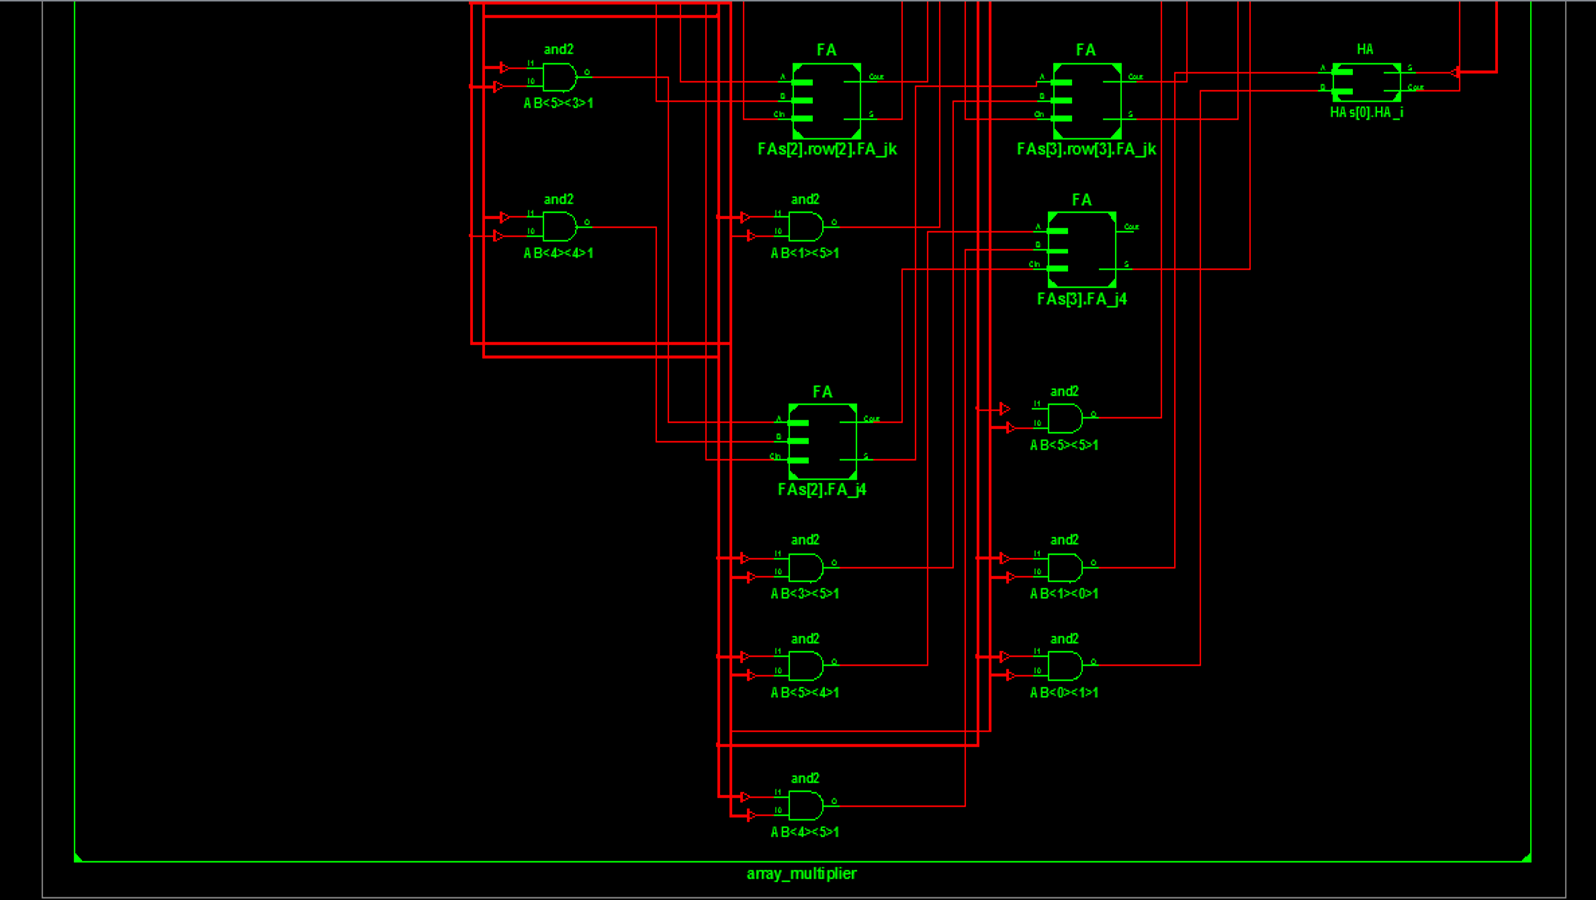 and2
I1
I0
O
AB<5><3>1
FA
A
B
Cin
Cout
S
FAs[2].row[2].FA_jk
FA
A
B
Cin
Cout
S
FAs[3].row[3].FA_jk
HA
A
B
S
Cout
HAs[0].HA_i
and2
I1
I0
O
AB<4><4>1
and2
I1
I0
O
AB<1><5>1
FA
A
B
Cin
Cout
S
FAs[3].FA_j4
FA
A
B
Cin
Cout
S
FAs[2].FA_j4
and2
I1
I0
O
AB<5><5>1
and2
I1
I0
O
AB<3><5>1
and2
I1
I0
O
AB<1><0>1
and2
I1
I0
O
AB<5><4>1
and2
I1
I0
O
AB<0><1>1
and2
I1
I0
O
AB<4><5>1
array_multiplier